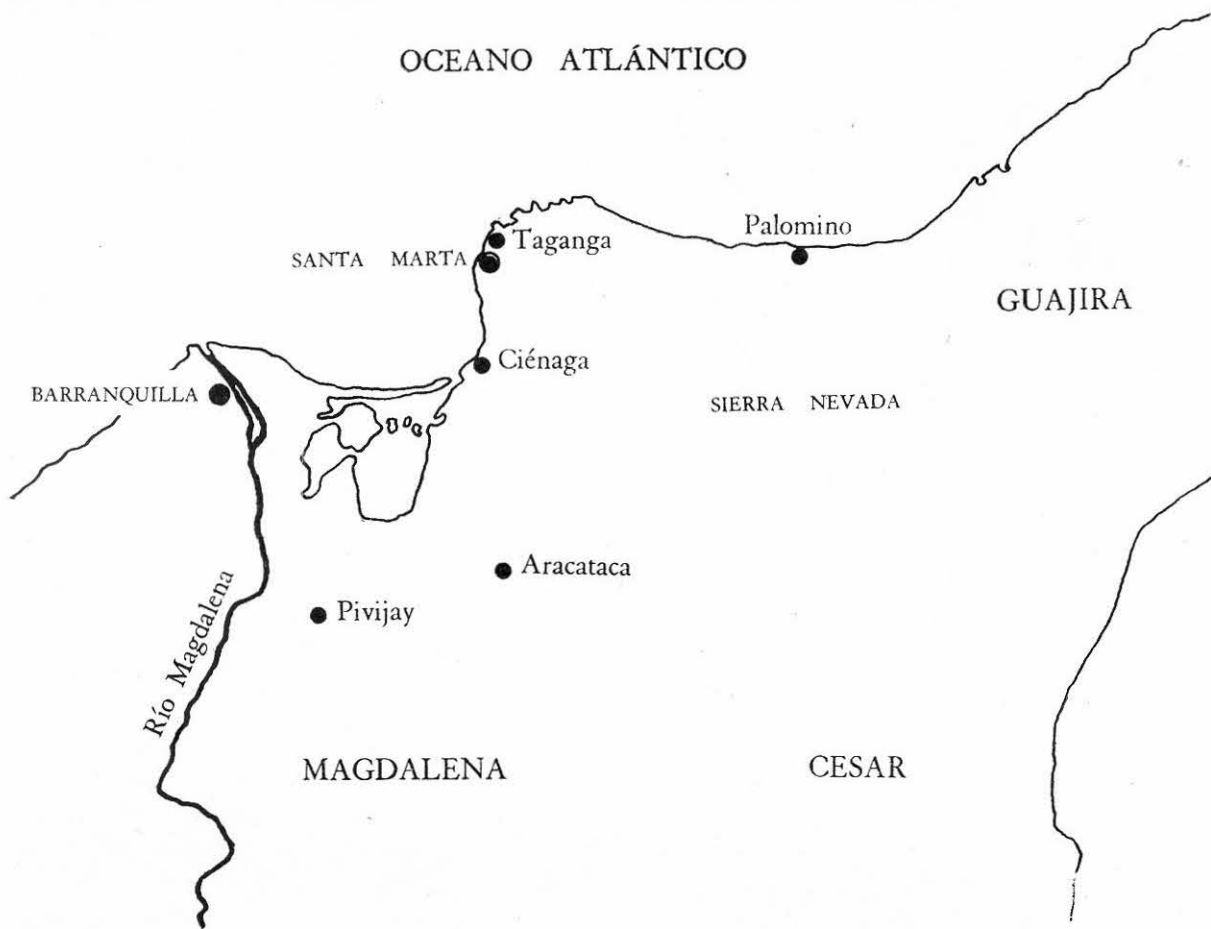 OCEANO ATLÁNTICO
Taganga
Palomino
SANTA MARTA
GUAJIRA
Ciénaga
BARRANQUILLA
SIERRA NEVADA
Aracataca
Río Magdalena
Pivijay
MAGDALENA
CESAR